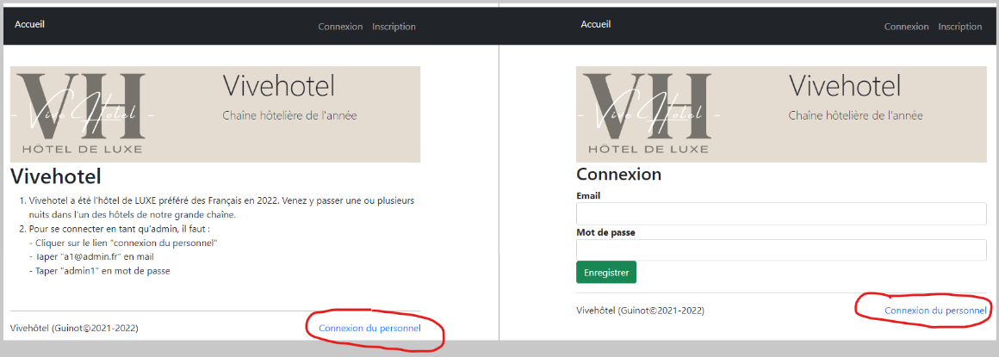 Accueil
Connexion Inscription
VH
Vive Hotel
HÔTEL DE LUXE
Vivehotel
Chaîne hôtelière de l'année
Vivehotel
1. Vivehotel a été l'hôtel de LUXE préféré des Français en 2022. Venez y passer une ou plusieurs
nuits dans l'un des hôtels de notre grande chaîne.
2. Pour se connecter en tant qu'admin, il faut :
- Cliquer sur le lien "connexion du personnel"
- Taper "a1@admin.fr" en mail
- Taper "admin1" en mot de passe
Vivehôtel (Guinot©2021-2022)
Connexion du personnel
Accueil
Connexion Inscription
VH
Vive Hotel
HÔTEL DE LUXE
Vivehotel
Chaîne hôtelière de l'année
Connexion
Email
Mot de passe
Enregistrer
Vivehôtel (Guinot©2021-2022)
Connexion du personnel